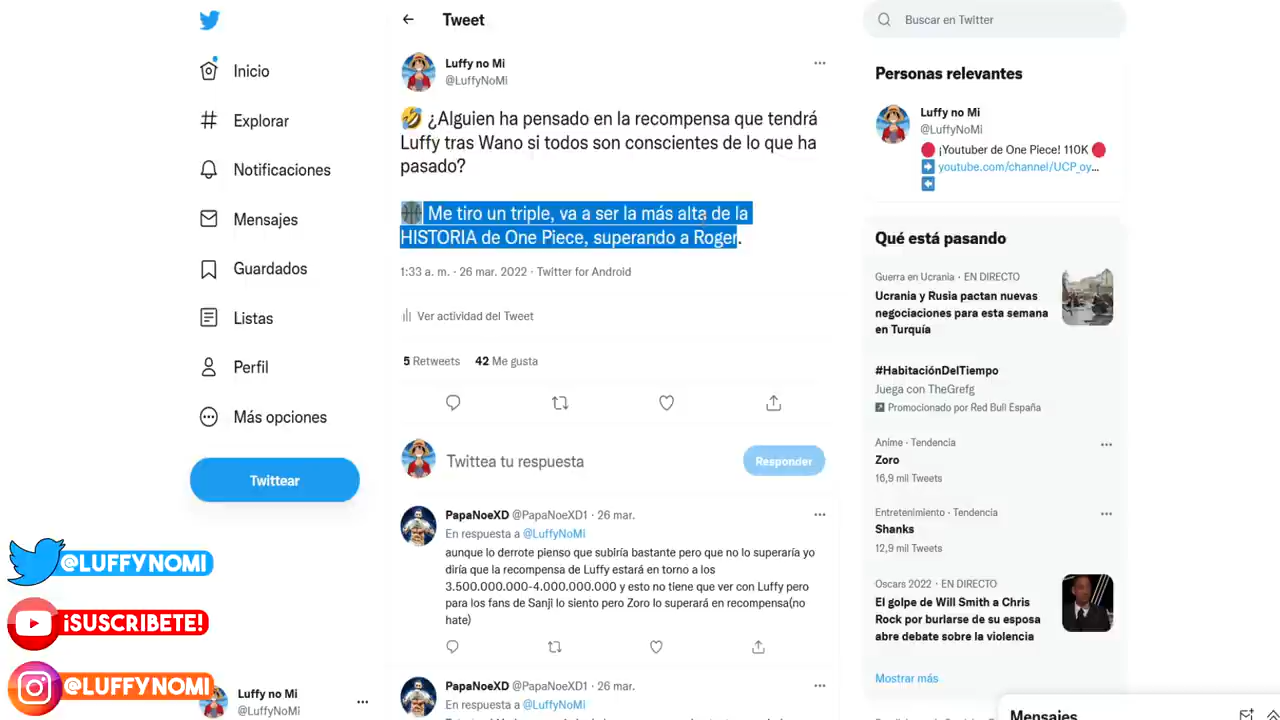 Inicio
Explorar
Notificaciones
Mensajes
Guardados
Listas
Perfil
Más opciones
Twittear
@LUFFYNOMI
¡SUSCRIBETE!
@LUFFYNOMI
Luffy no Mi
@LuffyNoMi
Tweet
Luffy no Mi
@LuffyNoMi
🤣 ¿Alguien ha pensado en la recompensa que tendrá
Luffy tras Wano si todos son conscientes de lo que ha
pasado?
🏀 Me tiro un triple, va a ser la más alta de la
HISTORIA de One Piece, superando a Roger.
1:33 a. m. · 26 mar. 2022 · Twitter for Android
Ver actividad del Tweet
5 Retweets 42 Me gusta
Twittea tu respuesta
Responder
PapaNoeXD @PapaNoeXD1 · 26 mar.
En respuesta a @LuffyNoMi
aunque lo derrote pienso que subiría bastante pero que no lo superaría yo
diría que la recompensa de Luffy estará en torno a los
3.500.000.000-4.000.000.000 y esto no tiene que ver con Luffy pero
para los fans de Sanji lo siento pero Zoro lo superará en recompensa(no
hate)
PapaNoeXD @PapaNoeXD1 · 26 mar.
En respuesta a @LuffyNoMi
Buscar en Twitter
Personas relevantes
Luffy no Mi
@LuffyNoMi
🔴 ¡Youtuber de One Piece! 110K 🔴
➡️ youtube.com/channel/UCP_oy...
⬅️
Qué está pasando
Guerra en Ucrania · EN DIRECTO
Ucrania y Rusia pactan nuevas
negociaciones para esta semana
en Turquía
#HabitaciónDelTiempo
Juega con TheGrefg
Promocionado por Red Bull España
Anime · Tendencia
Zoro
16,9 mil Tweets
Entretenimiento · Tendencia
Shanks
12,9 mil Tweets
Oscars 2022 · EN DIRECTO
El golpe de Will Smith a Chris
Rock por burlarse de su esposa
abre debate sobre la violencia
Mostrar más
Mensajes